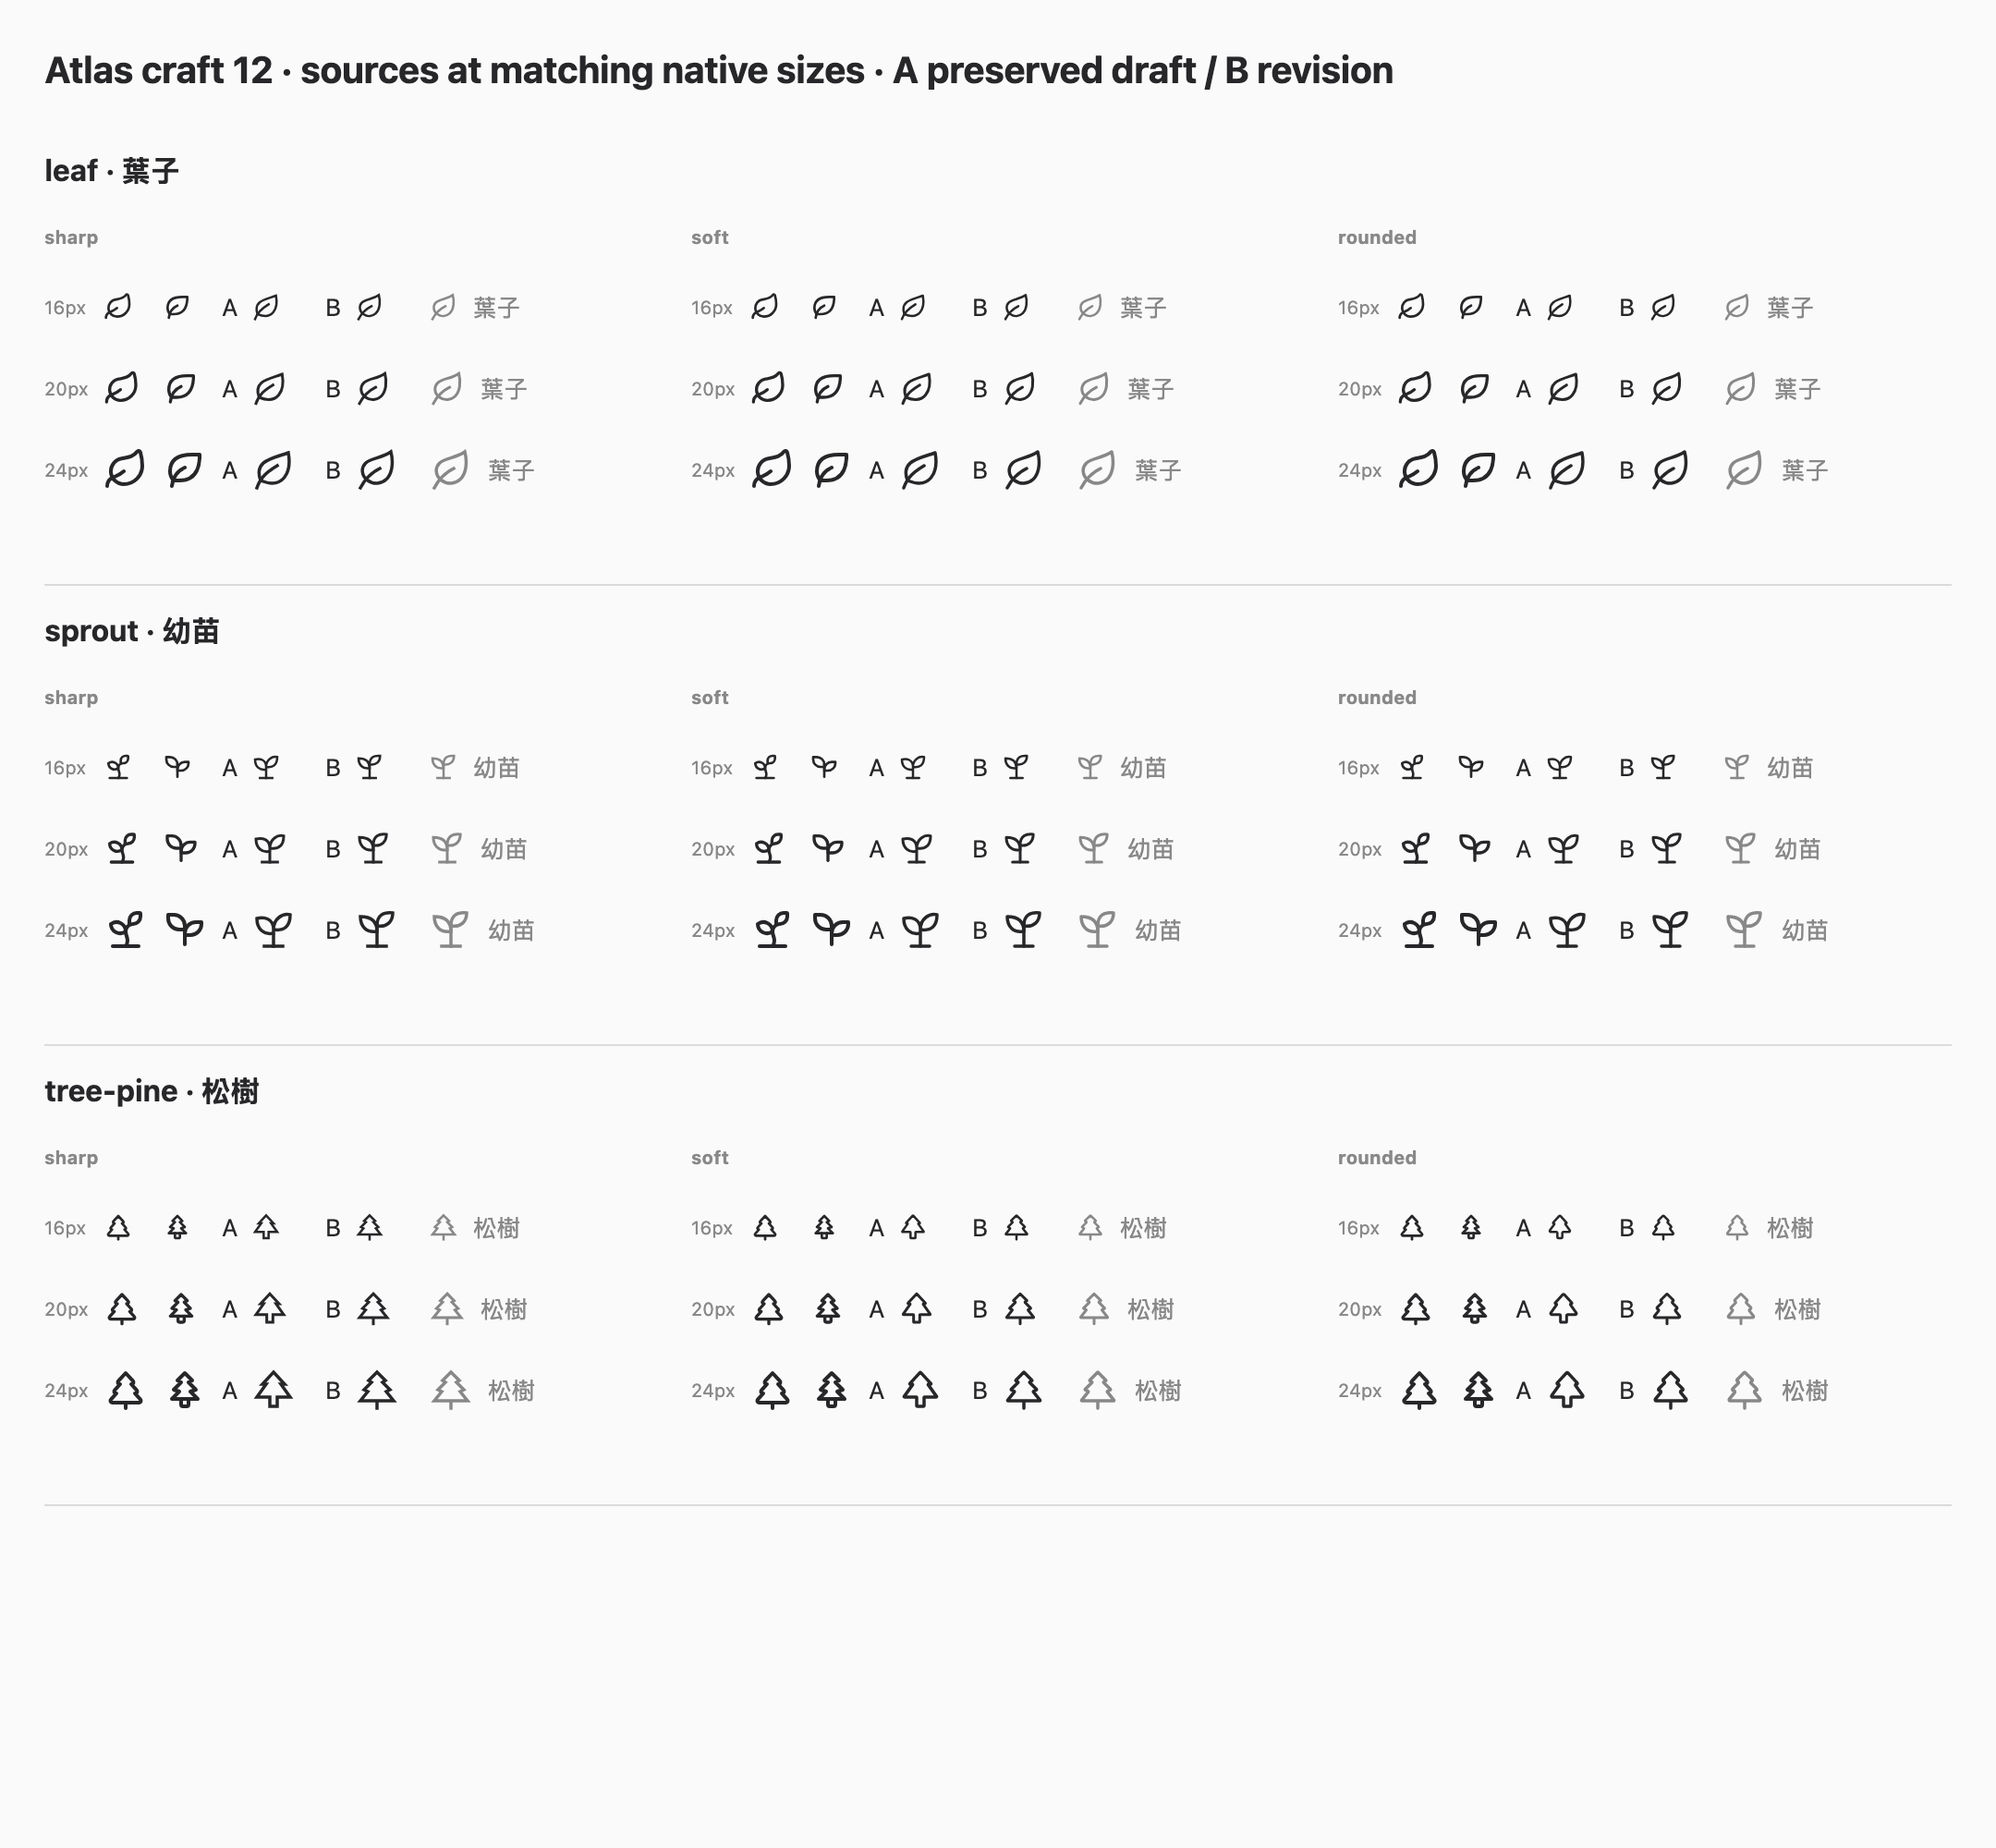 Atlas craft 12 · sources at matching native sizes · A preserved draft / B revision
leaf · 葉子
sharp soft rounded
16px A B 葉子 16px A B 葉子 16px A B 葉子
20px A B 葉子 20px A B 葉子 20px A B 葉子
24px A B 葉子 24px A B 葉子 24px A B 葉子
sprout · 幼苗
sharp soft rounded
16px A B 幼苗 16px A B 幼苗 16px A B 幼苗
20px A B 幼苗 20px A B 幼苗 20px A B 幼苗
24px A B 幼苗 24px A B 幼苗 24px A B 幼苗
tree-pine · 松樹
sharp soft rounded
16px A B 松樹 16px A B 松樹 16px A B 松樹
20px A B 松樹 20px A B 松樹 20px A B 松樹
24px A B 松樹 24px A B 松樹 24px A B 松樹